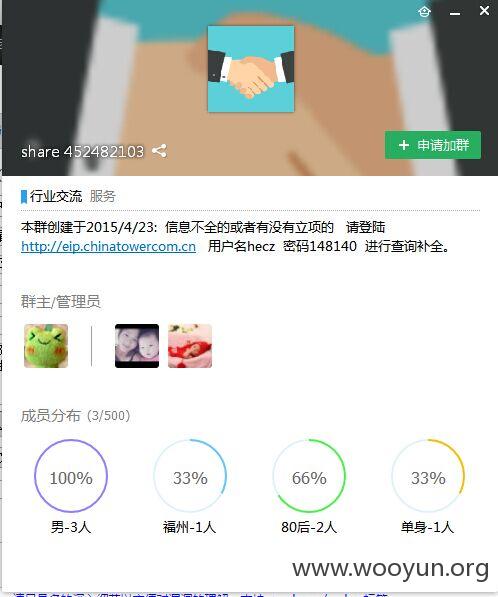 share 452482103
+ 申请加群
行业交流 服务
本群创建于2015/4/23: 信息不全的或者有没有立项的 请登陆
http://eip.chinatowercom.cn 用户名hecz 密码148140 进行查询补全。
群主/管理员
成员分布 (3/500)
100% 33% 66% 33%
男-3人 福州-1人 80后-2人 单身-1人
www.wooyun.org